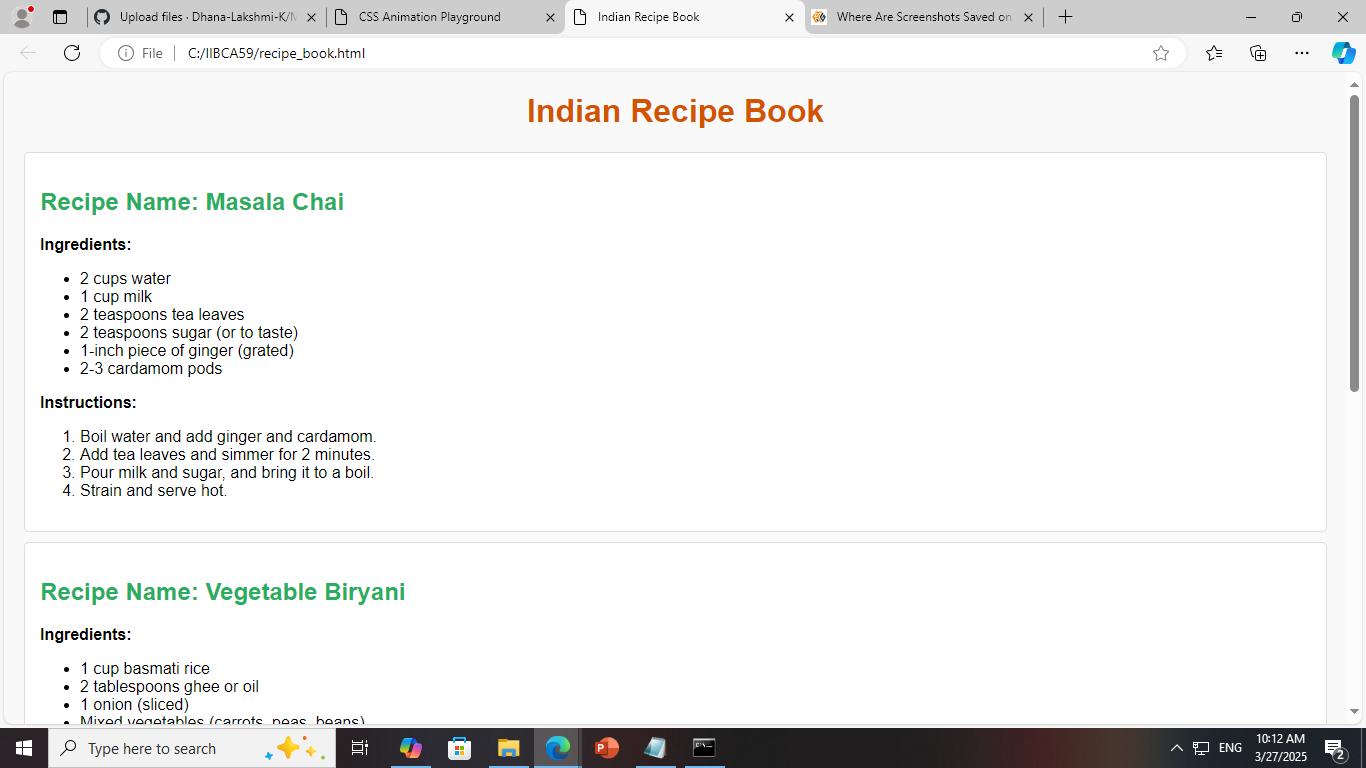 Upload files · Dhana-Lakshmi-K/M
CSS Animation Playground
Indian Recipe Book
Where Are Screenshots Saved on
File
C:/IIBCA59/recipe_book.html
Indian Recipe Book
Recipe Name: Masala Chai
Ingredients:
• 2 cups water
• 1 cup milk
• 2 teaspoons tea leaves
• 2 teaspoons sugar (or to taste)
• 1-inch piece of ginger (grated)
• 2-3 cardamom pods
Instructions:
1. Boil water and add ginger and cardamom.
2. Add tea leaves and simmer for 2 minutes.
3. Pour milk and sugar, and bring it to a boil.
4. Strain and serve hot.
Recipe Name: Vegetable Biryani
Ingredients:
• 1 cup basmati rice
• 2 tablespoons ghee or oil
• 1 onion (sliced)
• Mixed vegetables (carrots, peas, beans)
Type here to search
ENG
10:12 AM
3/27/2025
2